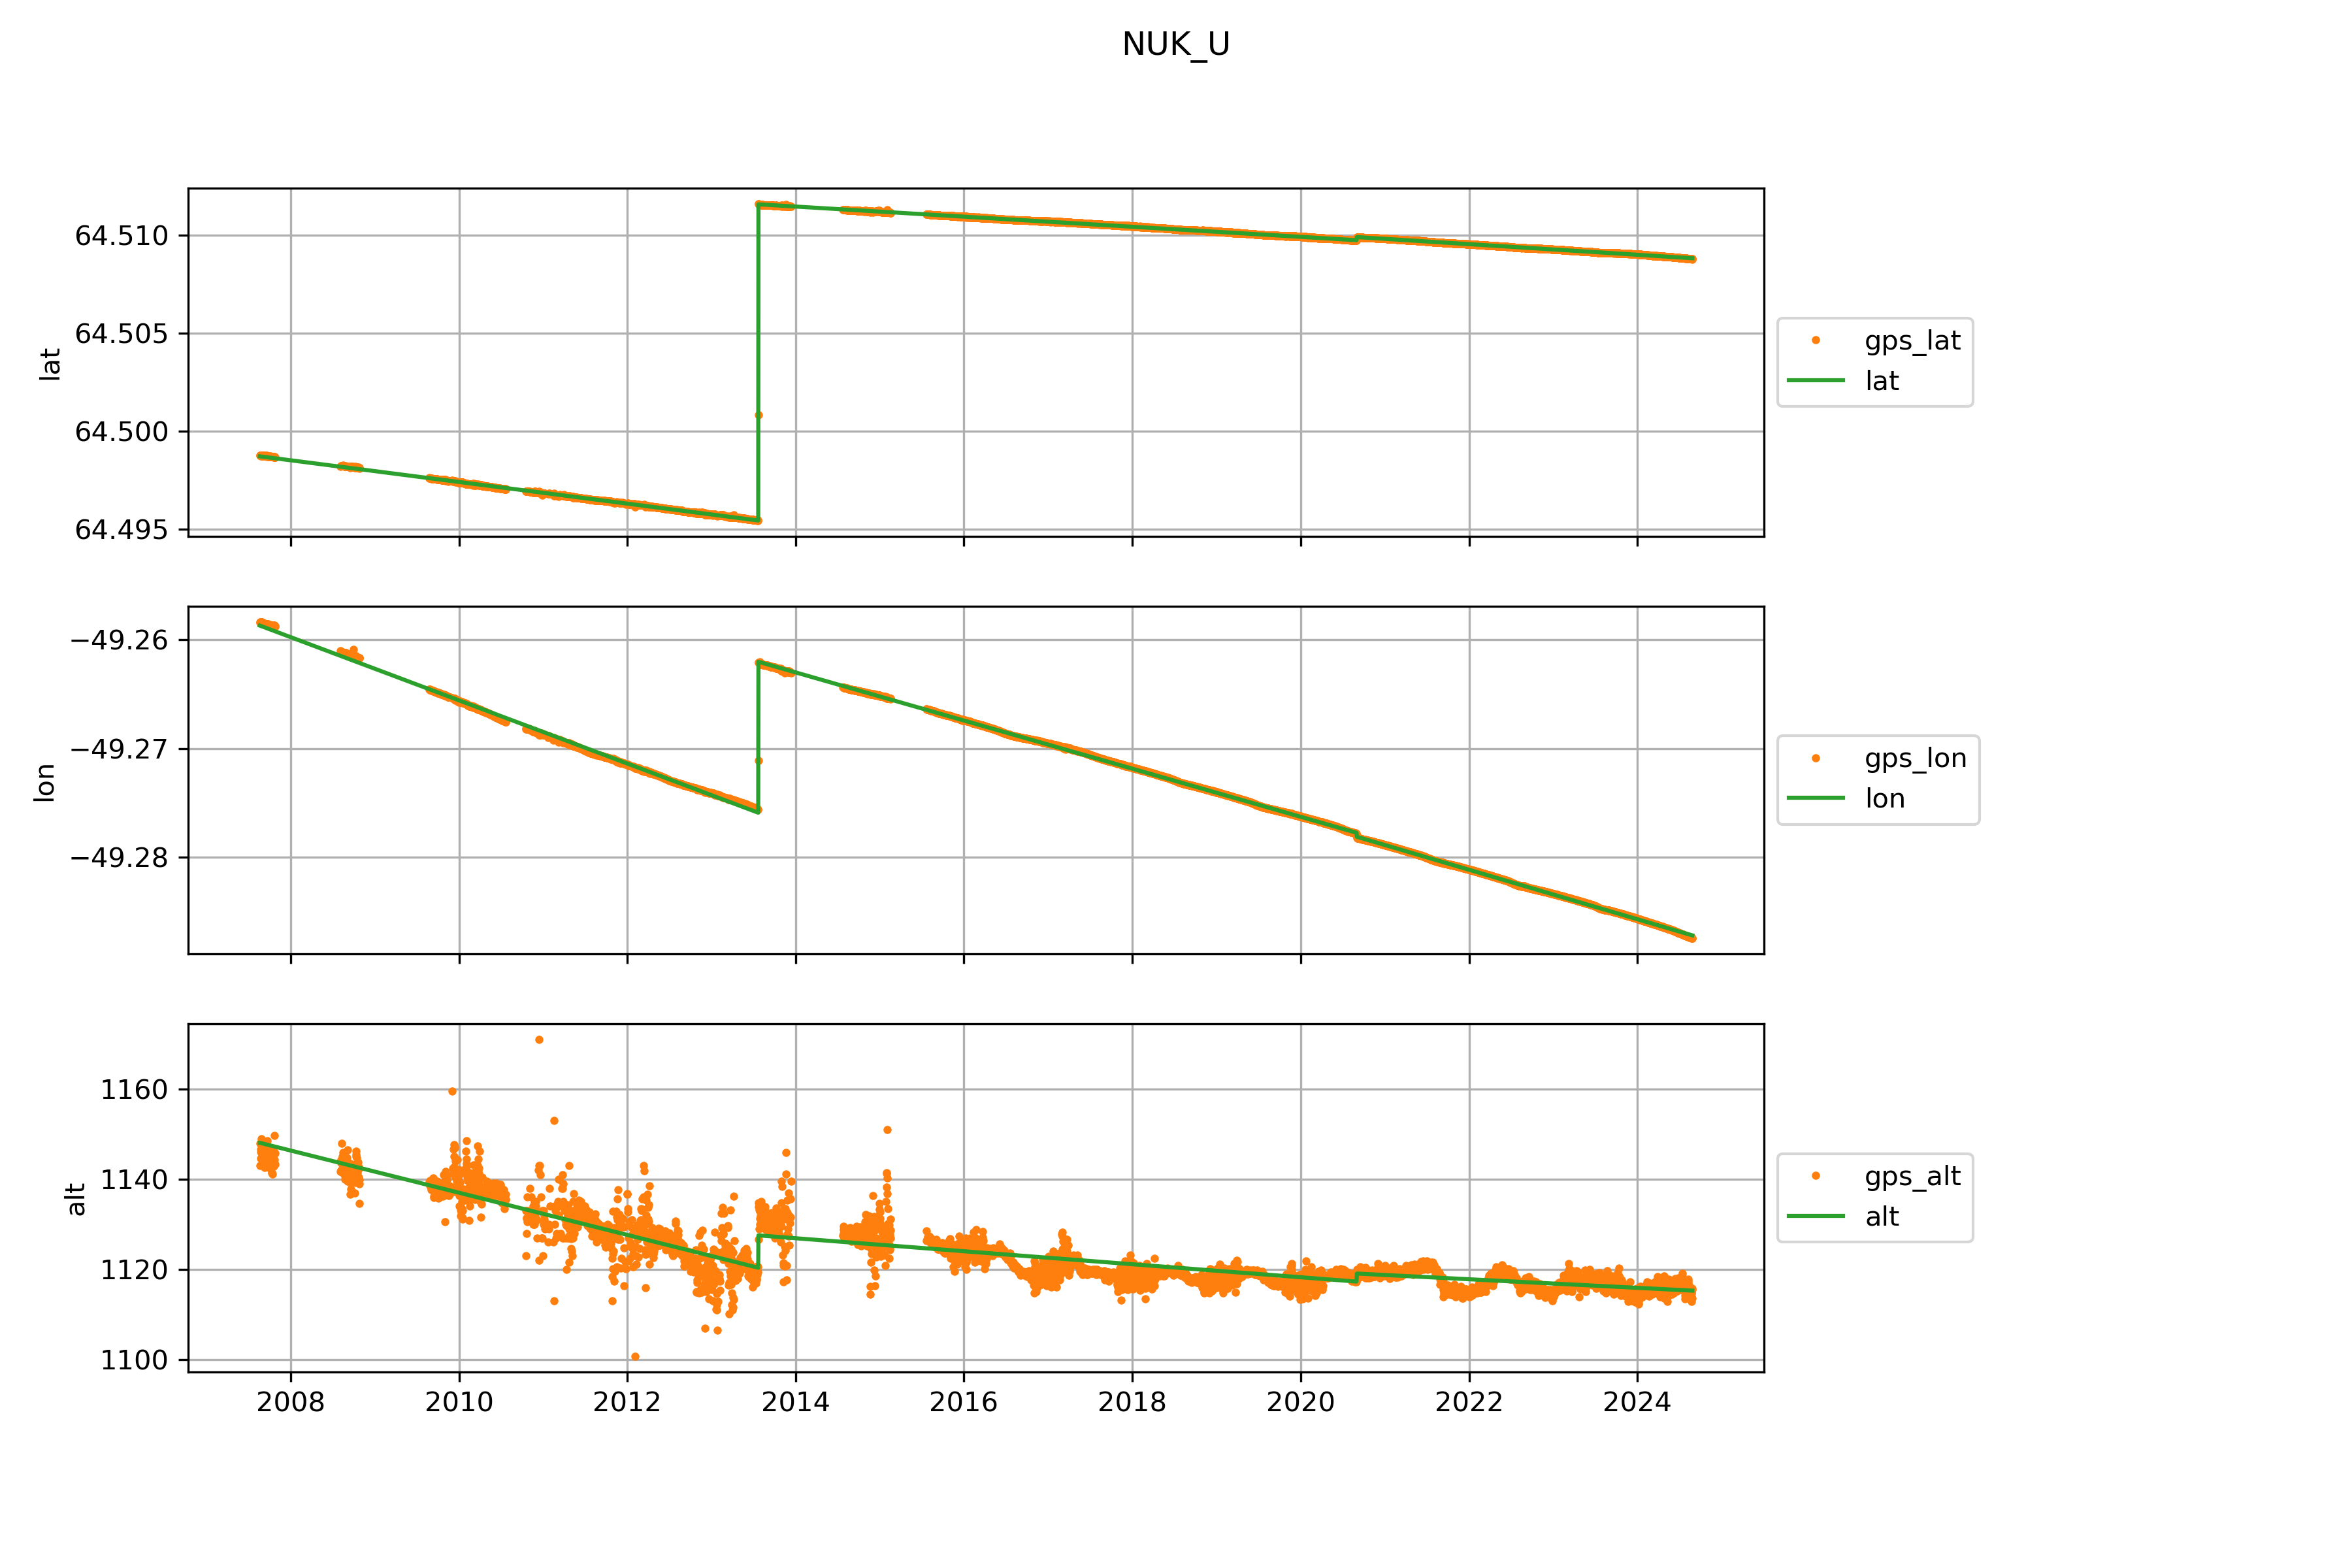 NUK_U
64.510
64.505
64.500
64.495
lat
gps_lat
lat
−49.26
−49.27
−49.28
lon
gps_lon
lon
1160
1140
1120
1100
alt
gps_alt
alt
2008 2010 2012 2014 2016 2018 2020 2022 2024